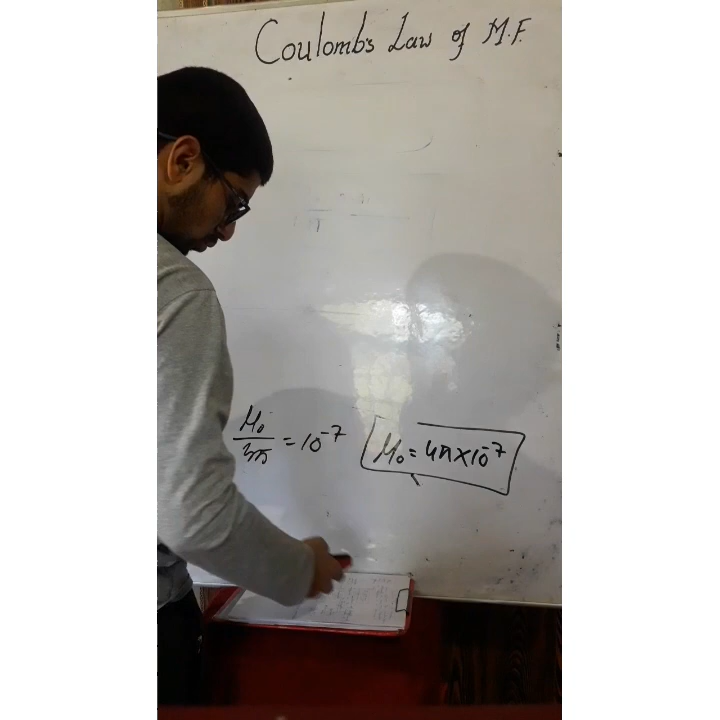 Coulomb's Law of M.F.
μ₀/4π = 10⁻⁷
μ₀ = 4π×10⁻⁷